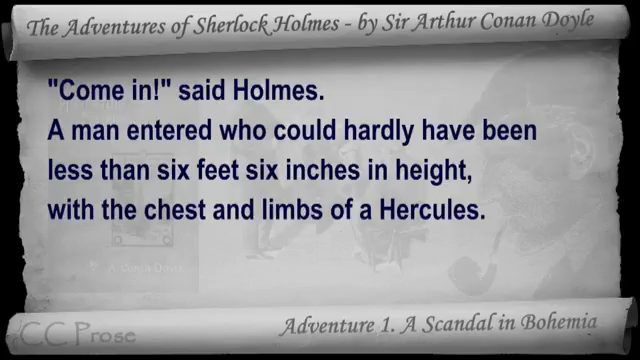 The Adventures of Sherlock Holmes - by Sir Arthur Conan Doyle
"Come in!" said Holmes.
A man entered who could hardly have been
less than six feet six inches in height,
with the chest and limbs of a Hercules.
A. Conan Doyle
Adventure 1. A Scandal in Bohemia
CC Prose